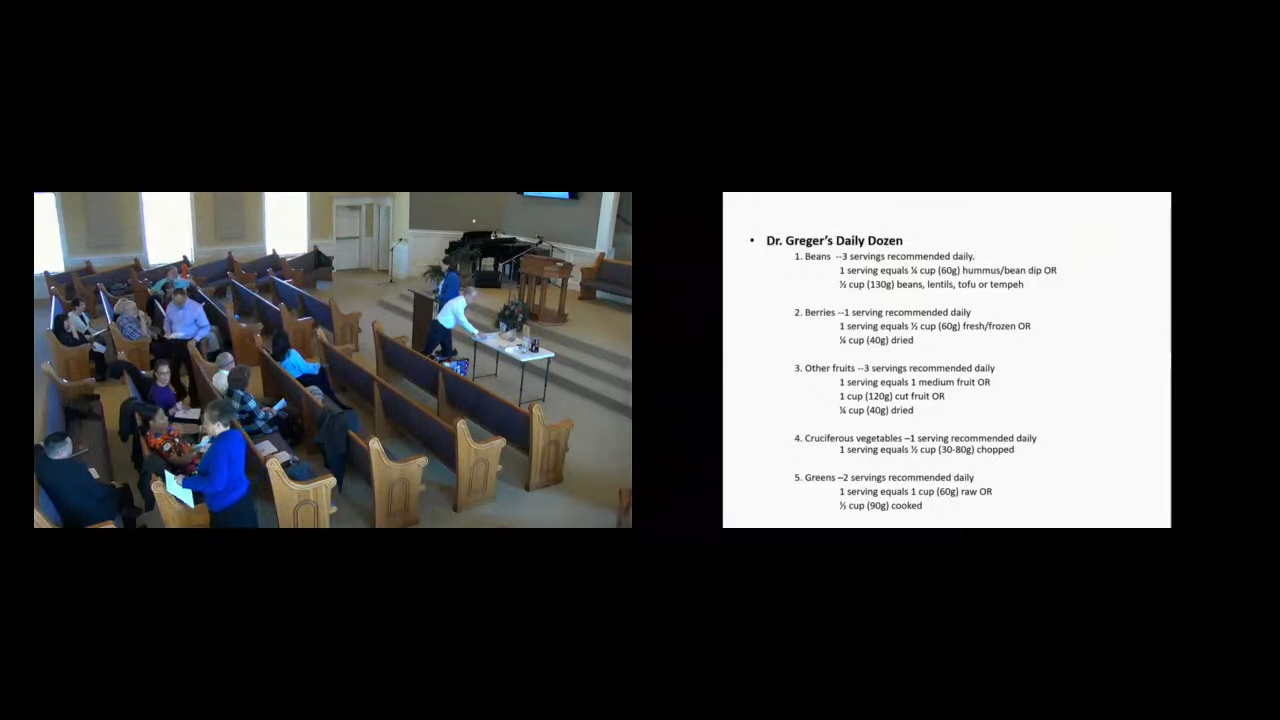 • Dr. Greger's Daily Dozen
1. Beans --3 servings recommended daily.
1 serving equals ¼ cup (60g) hummus/bean dip OR
½ cup (130g) beans, lentils, tofu or tempeh
2. Berries --1 serving recommended daily
1 serving equals ½ cup (60g) fresh/frozen OR
¼ cup (40g) dried
3. Other fruits --3 servings recommended daily
1 serving equals 1 medium fruit OR
1 cup (120g) cut fruit OR
¼ cup (40g) dried
4. Cruciferous vegetables –1 serving recommended daily
1 serving equals ½ cup (30-80g) chopped
5. Greens –2 servings recommended daily
1 serving equals 1 cup (60g) raw OR
½ cup (90g) cooked